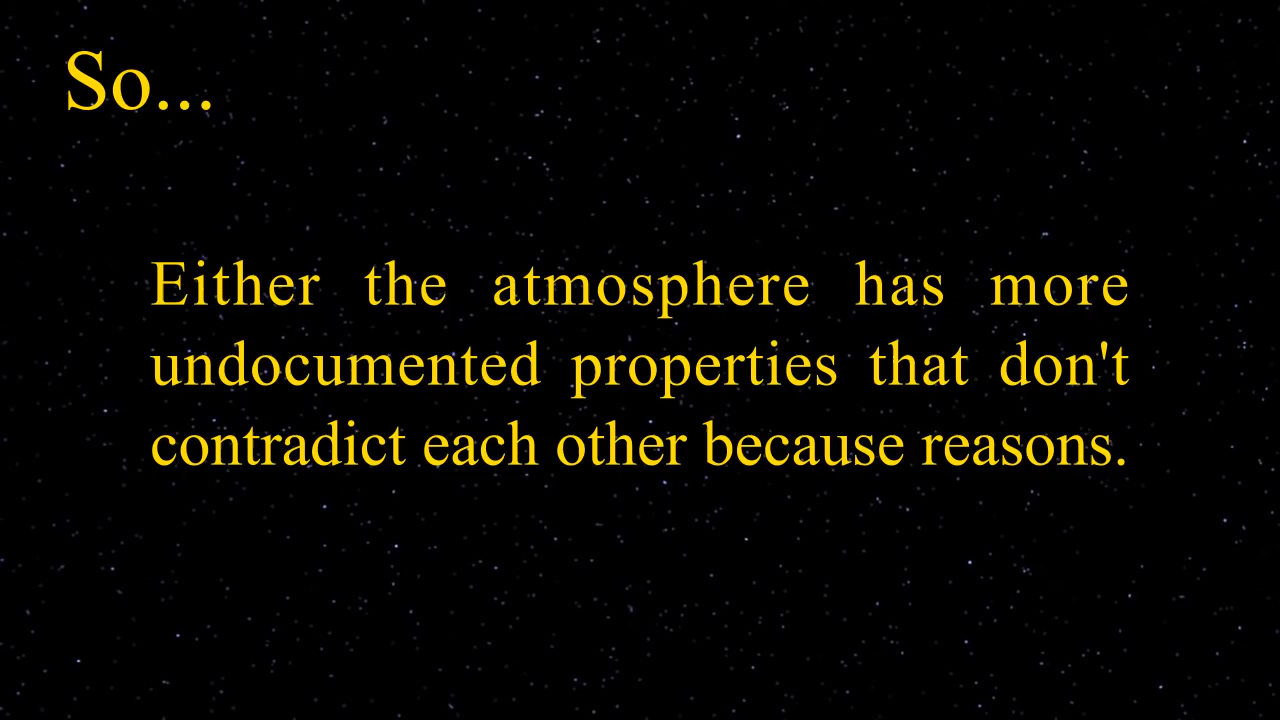 So...
Either the atmosphere has more
undocumented properties that don't
contradict each other because reasons.